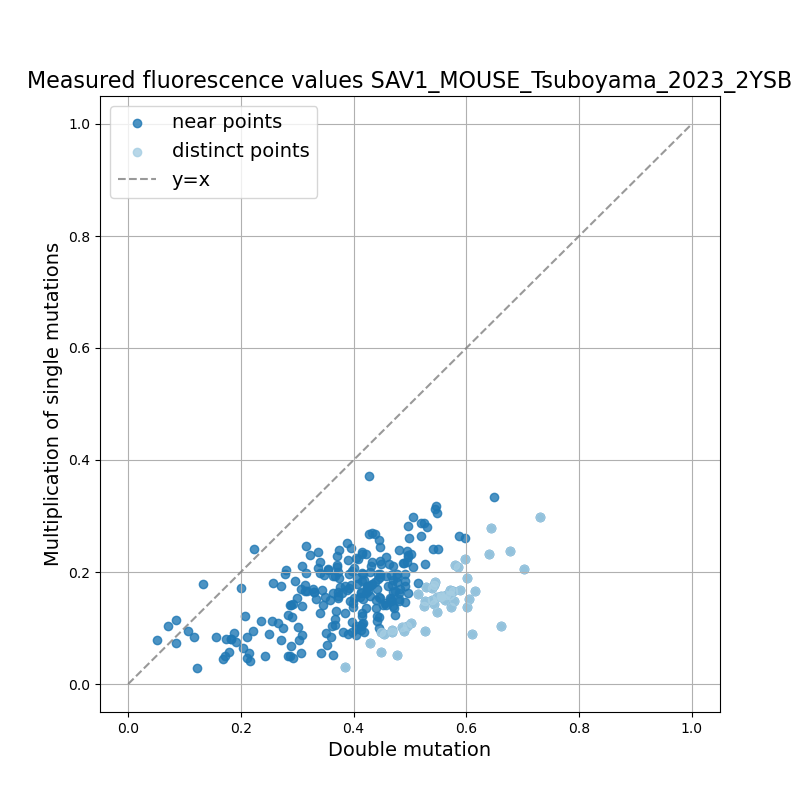 Measured fluorescence values SAV1_MOUSE_Tsuboyama_2023_2YSB
near points
distinct points
y=x
Multiplication of single mutations
1.0
0.8
0.6
0.4
0.2
0.0
0.0 0.2 0.4 0.6 0.8 1.0
Double mutation